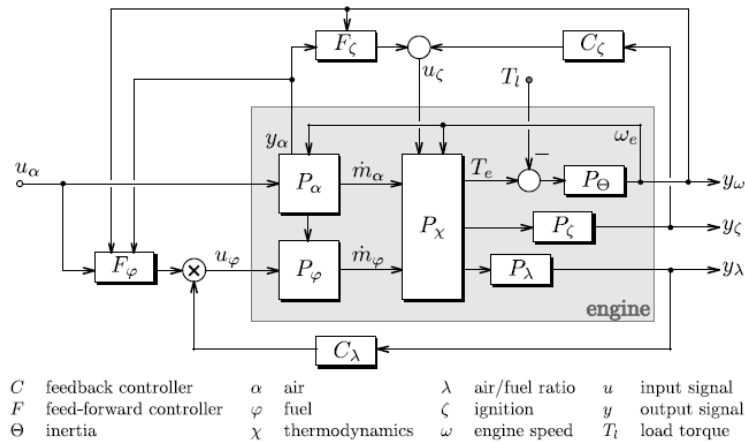 F_ζ
C_ζ
u_ζ
T_l
y_α
ω_e
u_α
P_α
ṁ_α
T_e
−
P_Θ
y_ω
P_χ
P_ζ
y_ζ
F_φ
×
u_φ
P_φ
ṁ_φ
P_λ
y_λ
engine
C_λ
C feedback controller α air λ air/fuel ratio u input signal
F feed-forward controller φ fuel ζ ignition y output signal
Θ inertia χ thermodynamics ω engine speed T_l load torque